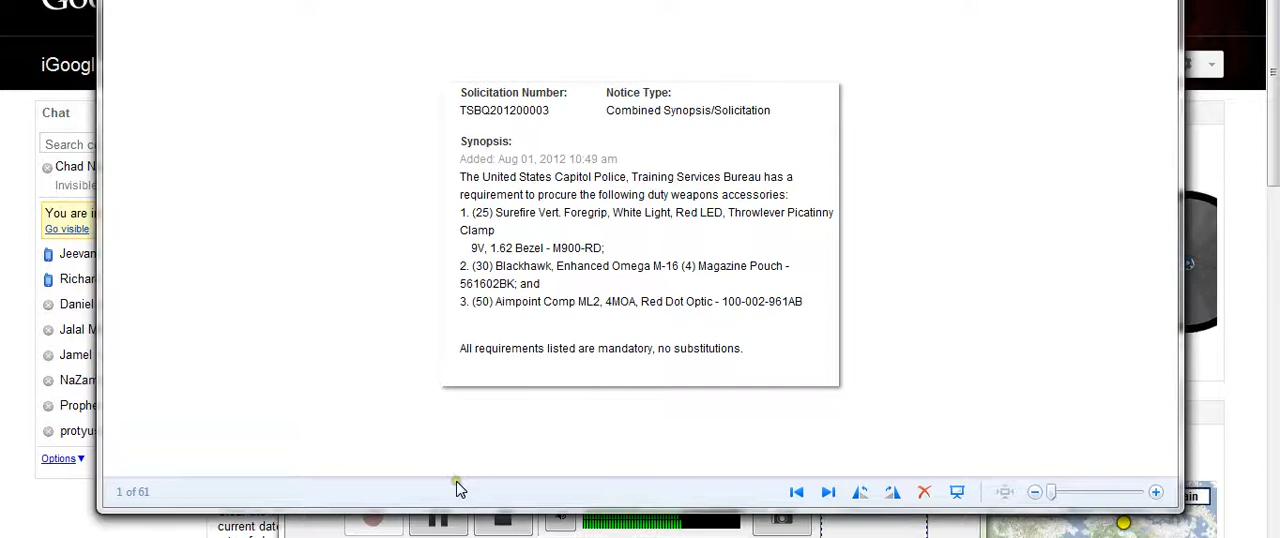 iGoogl
Chat
Search c
Chad N
Invisible
You are i
Go visible
Jeevan
Richar
Daniel
Jalal M
Jamel
NaZam
Prophe
protyus
Options
Solicitation Number: Notice Type:
TSBQ201200003 Combined Synopsis/Solicitation
Synopsis:
Added: Aug 01, 2012 10:49 am
The United States Capitol Police, Training Services Bureau has a
requirement to procure the following duty weapons accessories:
1. (25) Surefire Vert. Foregrip, White Light, Red LED, Throwlever Picatinny
Clamp
9V, 1.62 Bezel - M900-RD;
2. (30) Blackhawk, Enhanced Omega M-16 (4) Magazine Pouch -
561602BK; and
3. (50) Aimpoint Comp ML2, 4MOA, Red Dot Optic - 100-002-961AB
All requirements listed are mandatory, no substitutions.
1 of 61
current date
ain